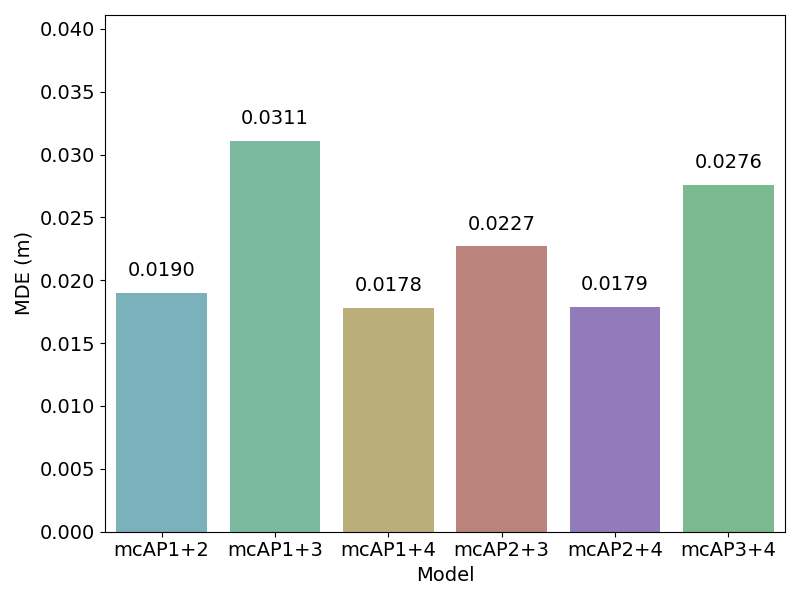 0.040
0.035
0.030
0.025
0.020
0.015
0.010
0.005
0.000
MDE (m)
0.0190
0.0311
0.0178
0.0227
0.0179
0.0276
mcAP1+2
mcAP1+3
mcAP1+4
mcAP2+3
mcAP2+4
mcAP3+4
Model